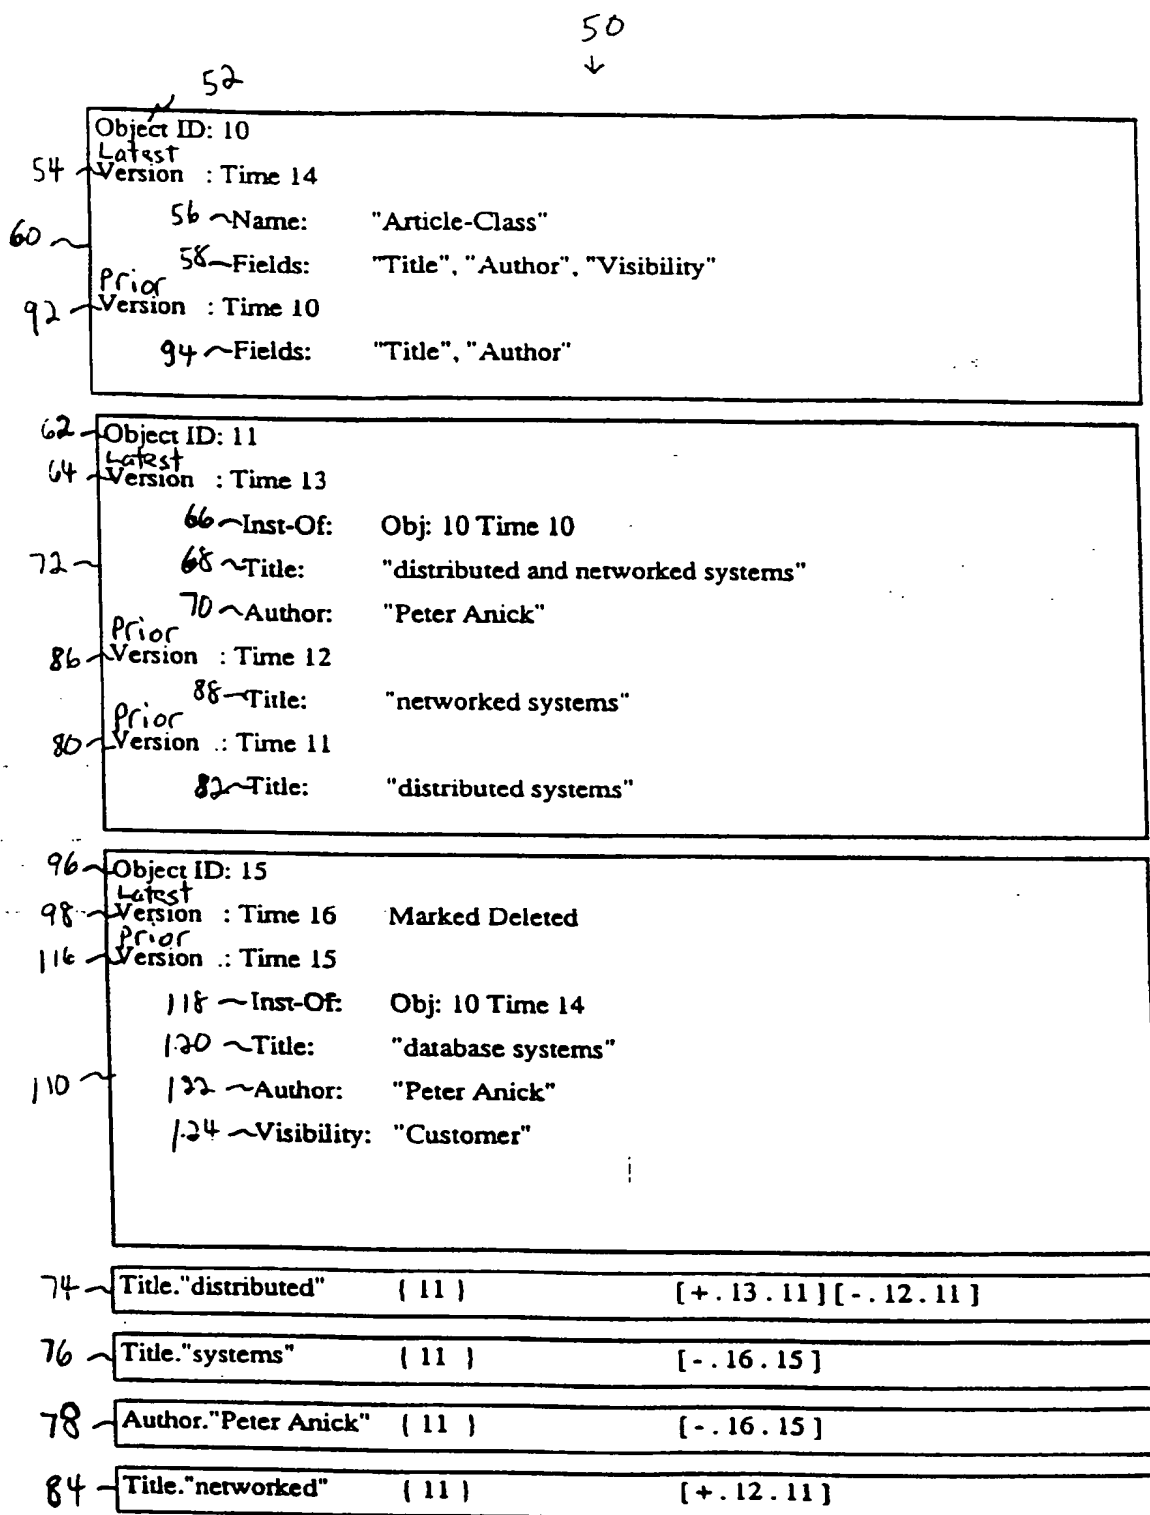 50
52
Object ID: 10
Latest
54 Version : Time 14
56 Name: "Article-Class"
60
58 Fields: "Title", "Author", "Visibility"
Prior
92 Version : Time 10
94 Fields: "Title", "Author"
62 Object ID: 11
Latest
64 Version : Time 13
66 Inst-Of: Obj: 10 Time 10
72 68 Title: "distributed and networked systems"
70 Author: "Peter Anick"
Prior
86 Version : Time 12
88 Title: "networked systems"
Prior
80 Version .: Time 11
82 Title: "distributed systems"
96 Object ID: 15
Latest
98 Version : Time 16 Marked Deleted
Prior
116 Version .: Time 15
118 Inst-Of: Obj: 10 Time 14
120 Title: "database systems"
110 122 Author: "Peter Anick"
124 Visibility: "Customer"
74 Title."distributed" { 11 } [ + . 13 . 11 ] [ - . 12 . 11 ]
76 Title."systems" { 11 } [ - . 16 . 15 ]
78 Author."Peter Anick" { 11 } [ - . 16 . 15 ]
84 Title."networked" { 11 } [ + . 12 . 11 ]